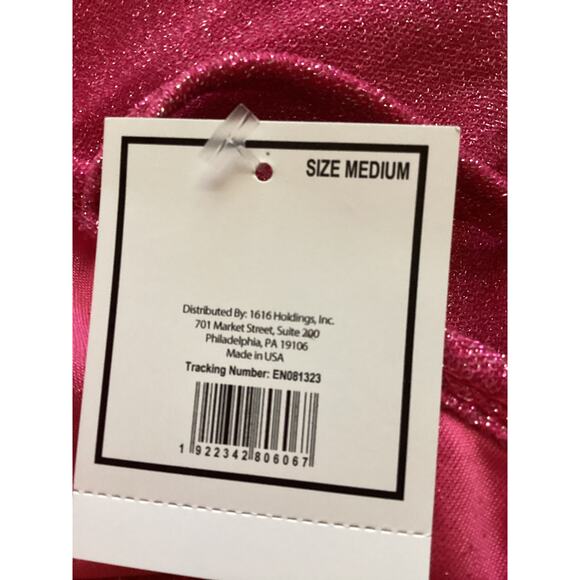 SIZE MEDIUM
Distributed By: 1616 Holdings, Inc.
701 Market Street, Suite 200
Philadelphia, PA 19106
Made in USA
Tracking Number: EN081323
1 922342 806067